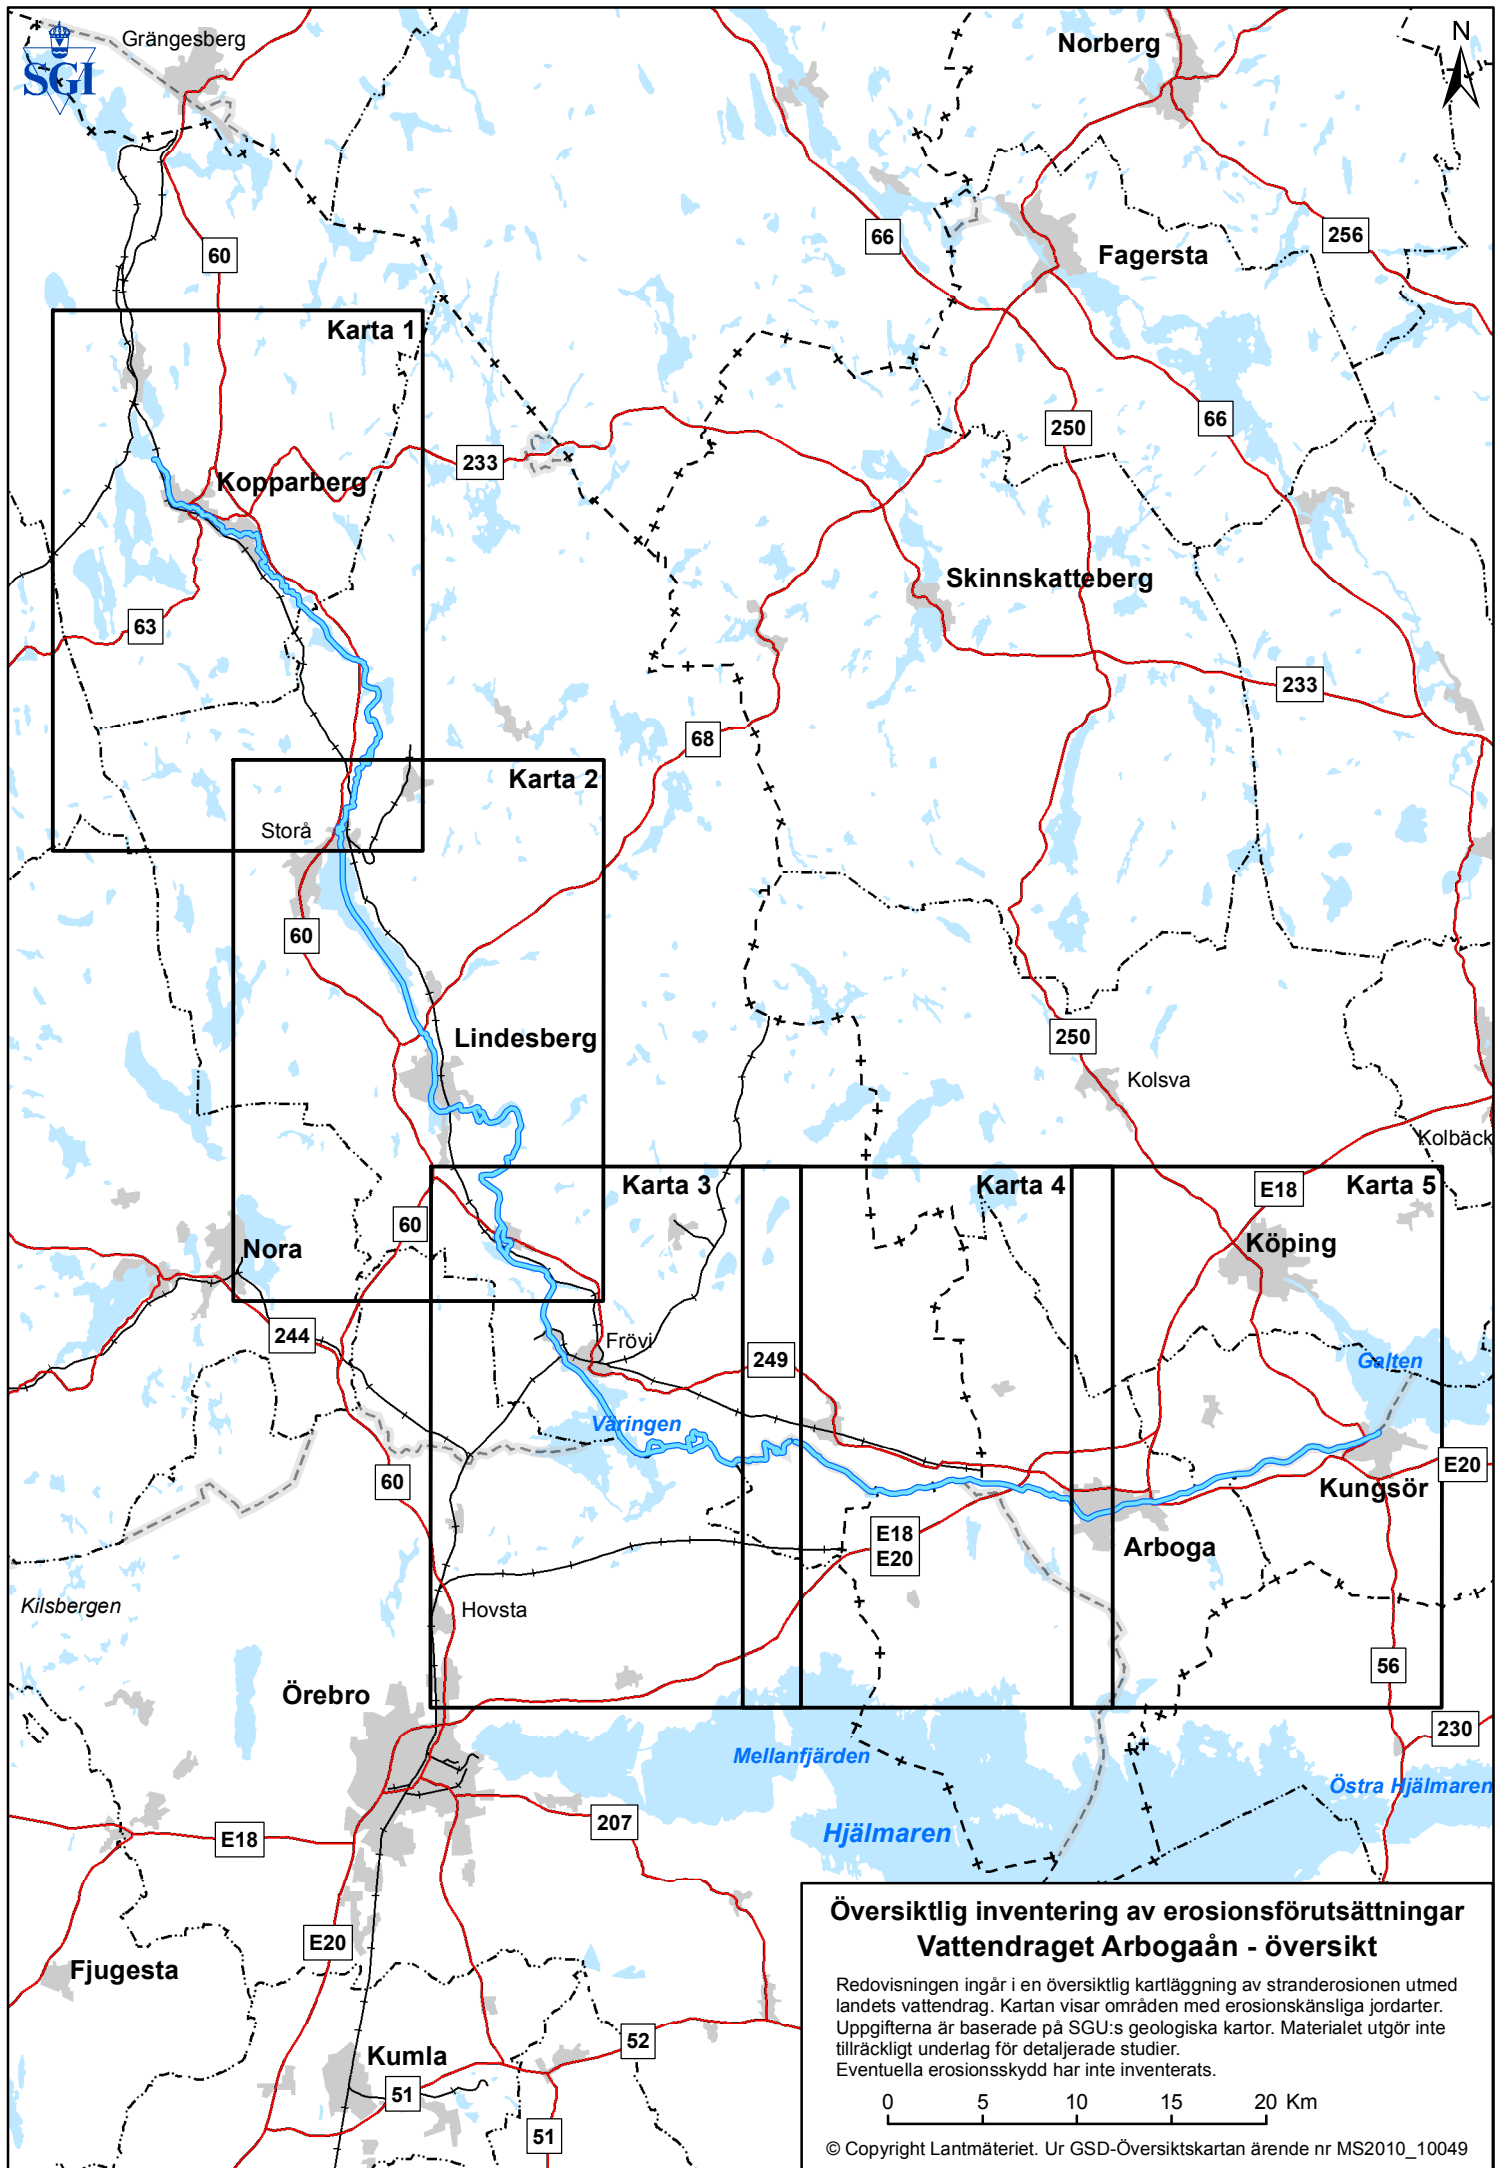 SGI
Grängesberg
Norberg
N
60
66
256
Fagersta
Karta 1
250
66
233
Kopparberg
Skinnskatteberg
63
233
68
Karta 2
Storå
60
Lindesberg
250
Kolsva
Kolbäck
Karta 3
Karta 4
E18
Karta 5
60
Nora
Köping
244
Frövi
249
Galten
Väringen
60
E20
Kungsör
E18
E20
Arboga
Kilsbergen
Hovsta
56
Örebro
230
Mellanfjärden
Östra Hjälmaren
207
E18
Hjälmaren
E20
Fjugesta
52
Kumla
51
51
Översiktlig inventering av erosionsförutsättningar
Vattendraget Arbogaån - översikt
Redovisningen ingår i en översiktlig kartläggning av stranderosionen utmed
landets vattendrag. Kartan visar områden med erosionskänsliga jordarter.
Uppgifterna är baserade på SGU:s geologiska kartor. Materialet utgör inte
tillräckligt underlag för detaljerade studier.
Eventuella erosionsskydd har inte inventerats.
0 5 10 15 20 Km
© Copyright Lantmäteriet. Ur GSD-Översiktskartan ärende nr MS2010_10049